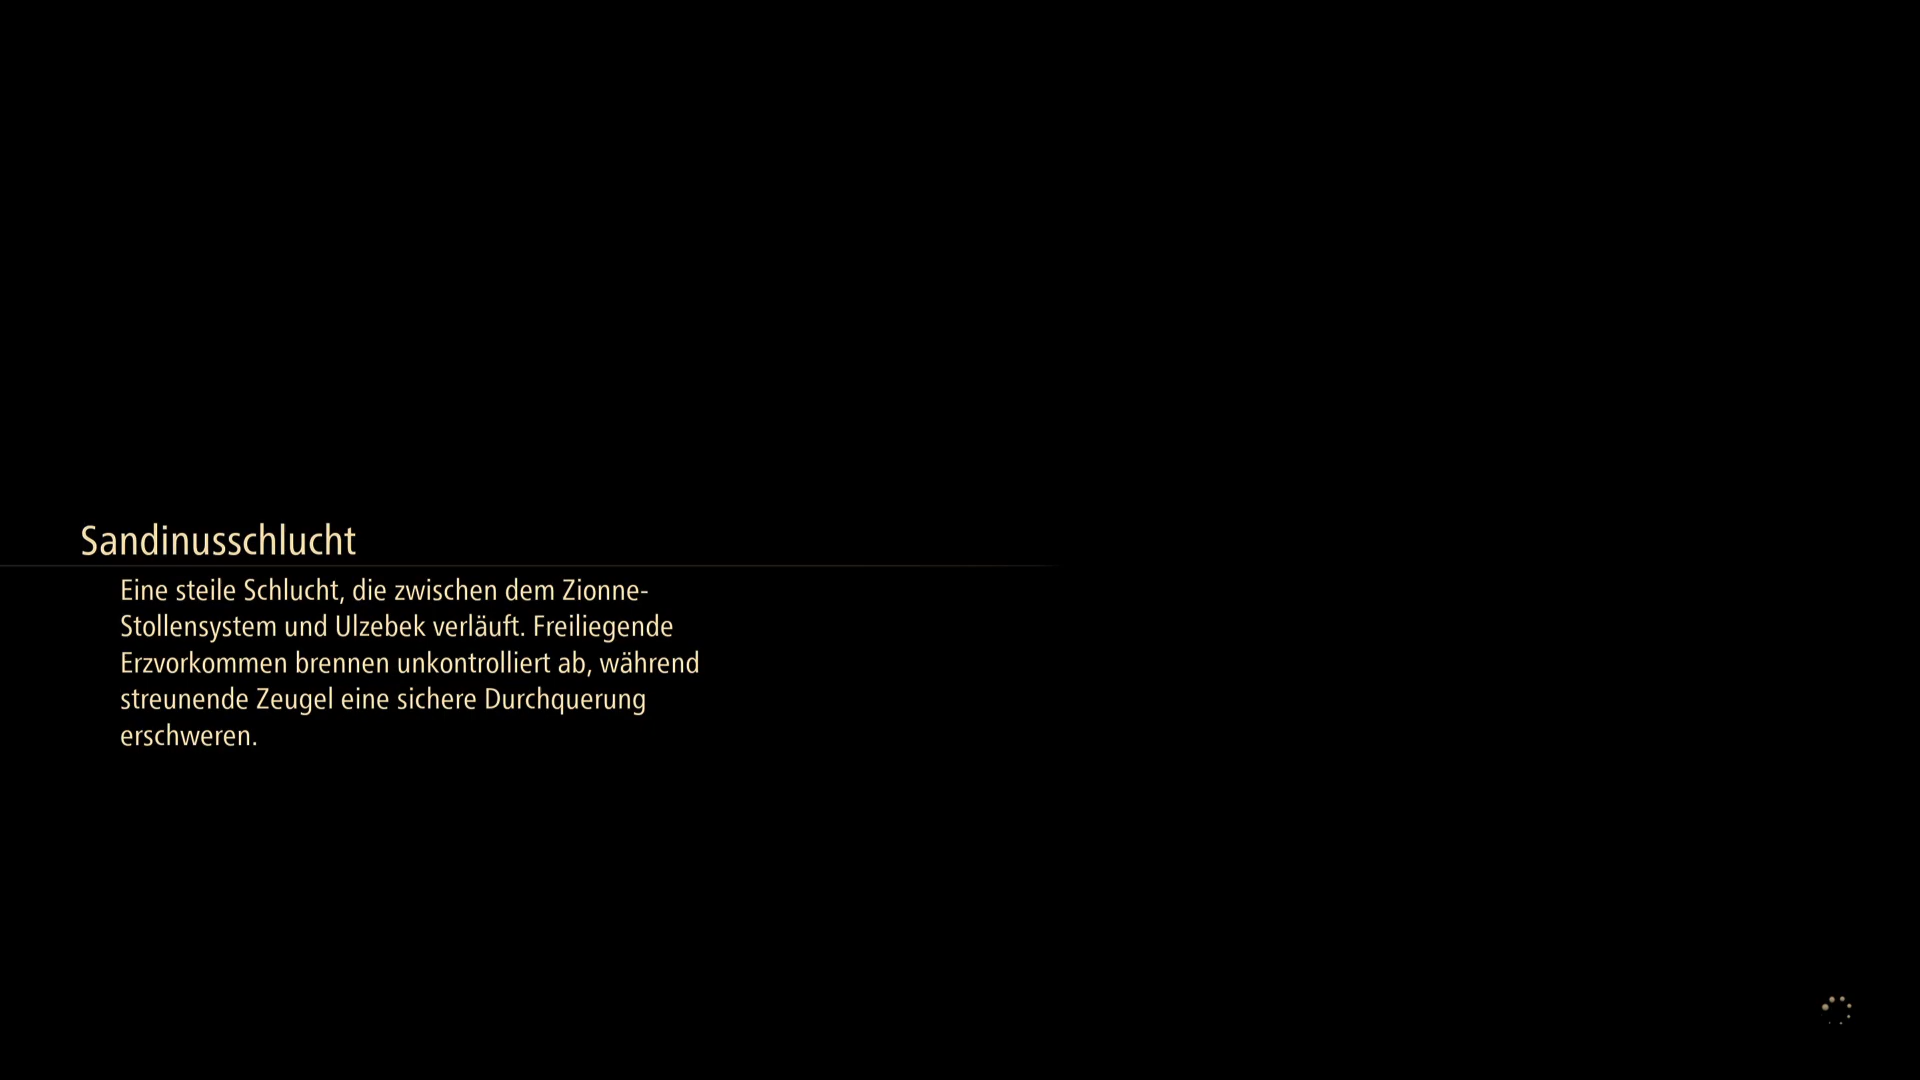 Sandinusschlucht
Eine steile Schlucht, die zwischen dem Zionne-
Stollensystem und Ulzebek verläuft. Freiliegende
Erzvorkommen brennen unkontrolliert ab, während
streunende Zeugel eine sichere Durchquerung
erschweren.